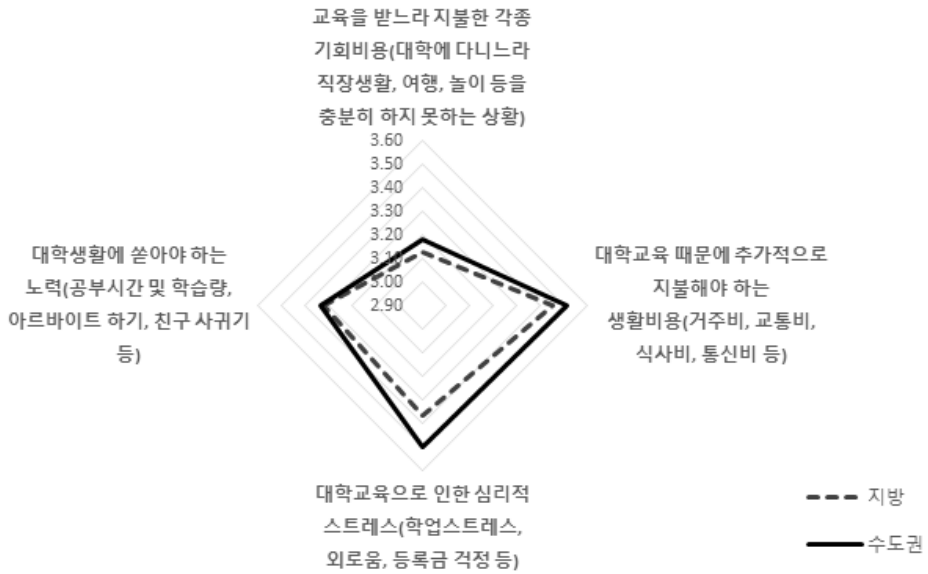 교육을 받느라 지불한 각종
기회비용(대학에 다니느라
직장생활, 여행, 놀이 등을
충분히 하지 못하는 상황)
3.60
3.50
3.40
3.30
3.20
3.10
3.00
2.90
대학생활에 쏟아야 하는
노력(공부시간 및 학습량,
아르바이트 하기, 친구 사귀기
등)
대학교육 때문에 추가적으로
지불해야 하는
생활비용(거주비, 교통비,
식사비, 통신비 등)
대학교육으로 인한 심리적
스트레스(학업스트레스,
외로움, 등록금 걱정 등)
지방
수도권